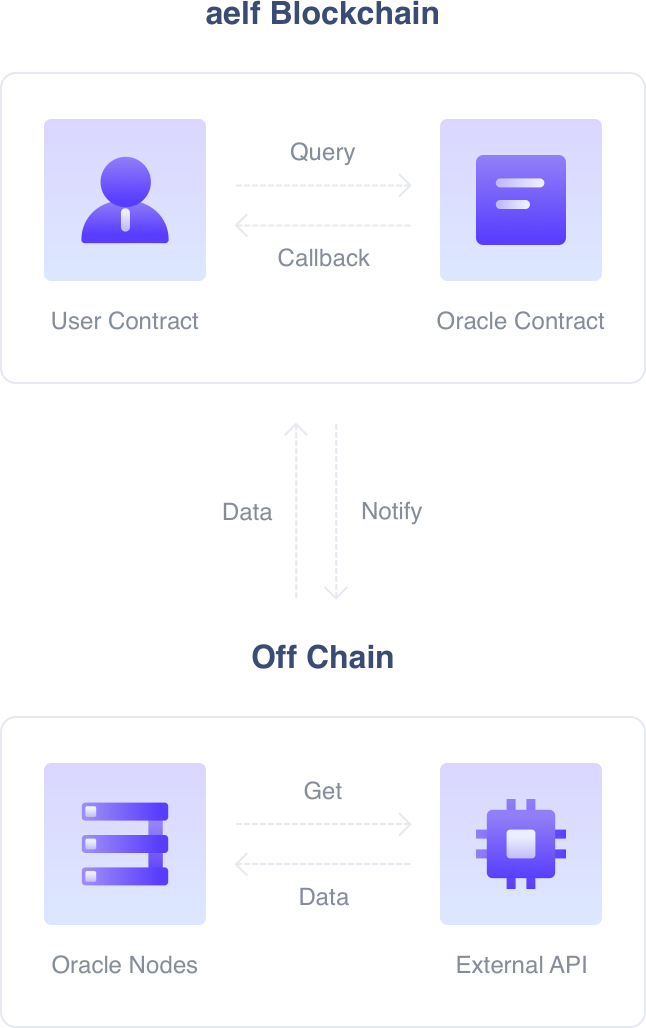 aelf Blockchain
Query
Callback
User Contract
Oracle Contract
Data
Notify
Off Chain
Get
Data
Oracle Nodes
External API